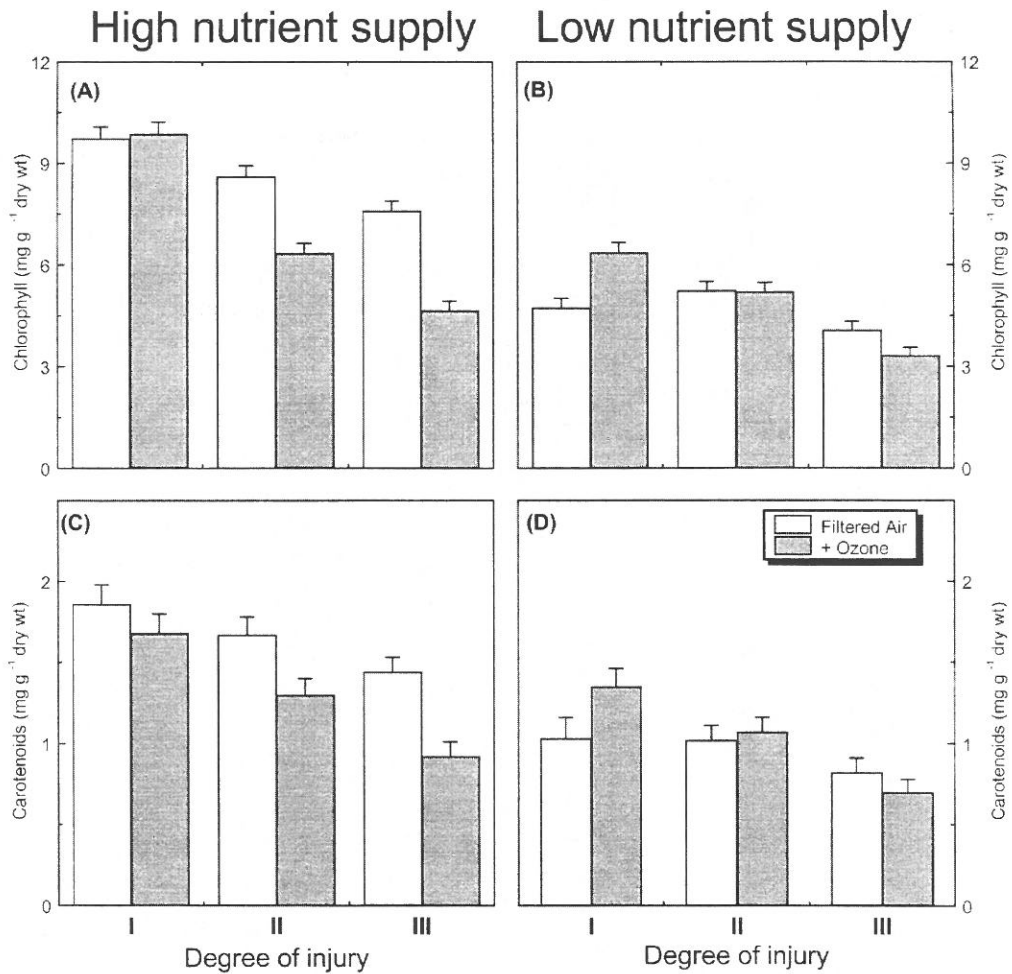 High nutrient supply
Low nutrient supply
12
9
6
3
0
Chlorophyll (mg g -1 dry wt)
(A)
(B)
12
9
6
3
0
Chlorophyll (mg g -1 dry wt)
2
1
0
Carotenoids (mg g -1 dry wt)
(C)
(D)
Filtered Air
+ Ozone
2
1
0
Carotenoids (mg g -1 dry wt)
I II III
Degree of injury
I II III
Degree of injury